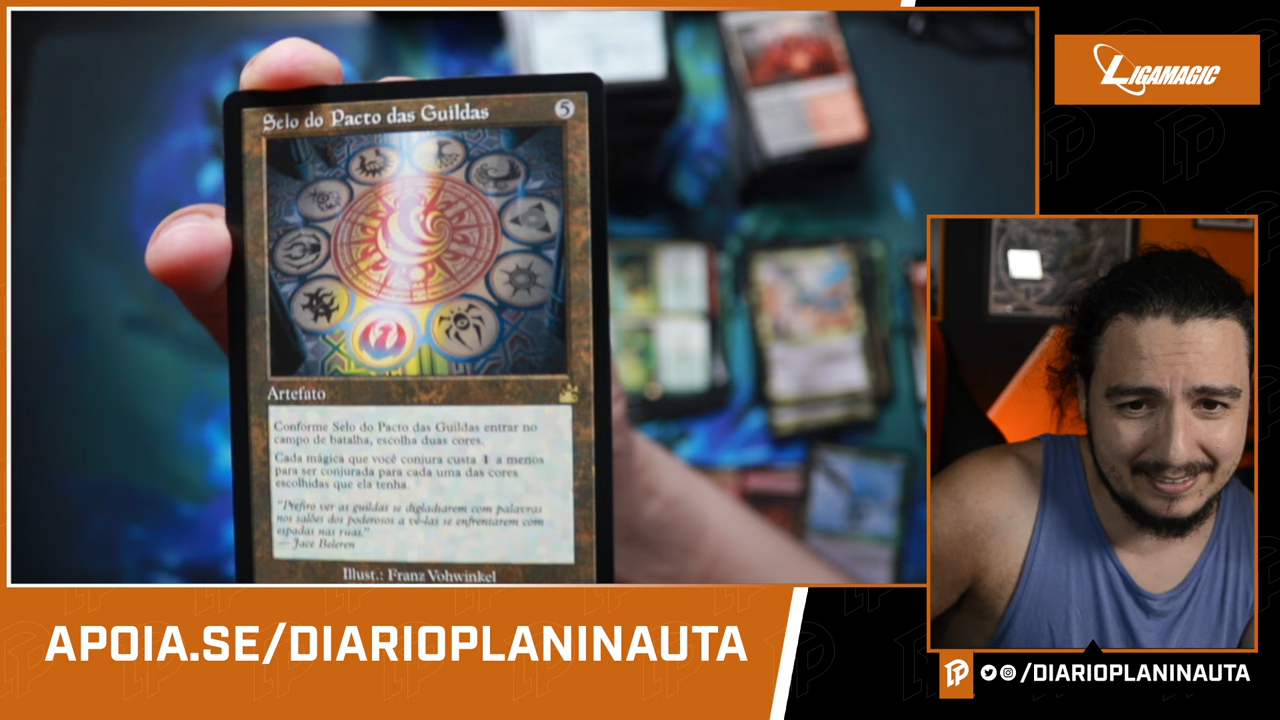 Selo do Pacto das Guildas 5
Artefato
Conforme Selo do Pacto das Guildas entrar no
campo de batalha, escolha duas cores.
Cada mágica que você conjura custa 1 a menos
para ser conjurada para cada uma das cores
escolhidas que ela tenha.
"Prefiro ver as guildas se digladiarem com palavras
nos salões dos poderosos a vê-las se enfrentarem com
espadas nas ruas."
— Jace Beleren
Illust.: Franz Vohwinkel
LIGAMAGIC
APOIA.SE/DIARIOPLANINAUTA
/DIARIOPLANINAUTA